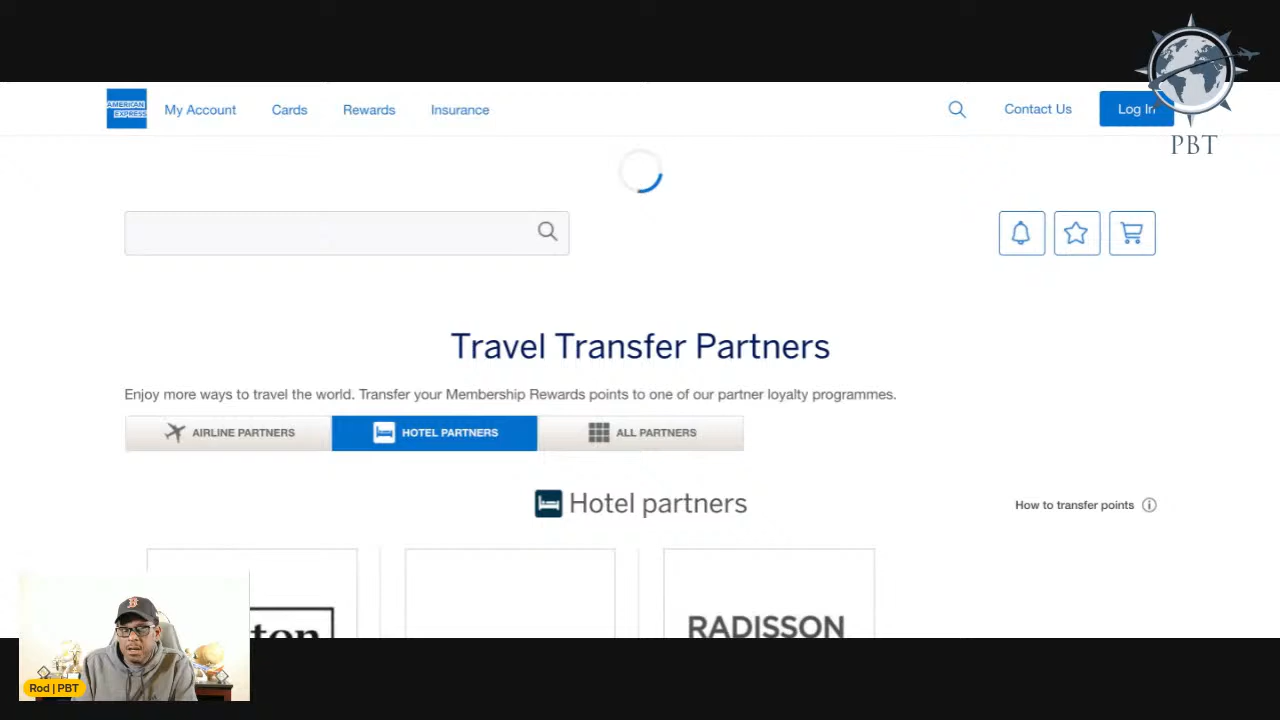 AMERICAN
EXPRESS
My Account
Cards
Rewards
Insurance
Contact Us
Log In
PBT
Travel Transfer Partners
Enjoy more ways to travel the world. Transfer your Membership Rewards points to one of our partner loyalty programmes.
AIRLINE PARTNERS
HOTEL PARTNERS
ALL PARTNERS
Hotel partners
How to transfer points
RADISSON
Rod | PBT